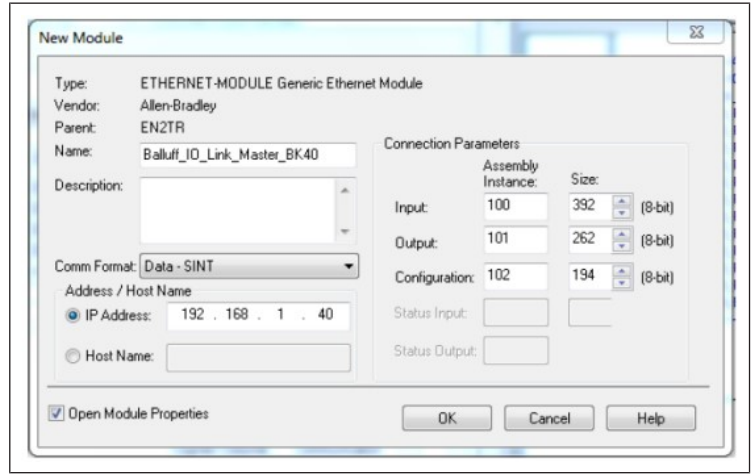 New Module
Type: ETHERNET-MODULE Generic Ethernet Module
Vendor: Allen-Bradley
Parent: EN2TR
Name: Balluff_IO_Link_Master_BK40
Description:
Comm Format: Data - SINT
Address / Host Name
IP Address: 192 . 168 . 1 . 40
Host Name:
Connection Parameters
Assembly
Instance: Size:
Input: 100 392 (8-bit)
Output: 101 262 (8-bit)
Configuration: 102 194 (8-bit)
Status Input:
Status Output:
Open Module Properties
OK Cancel Help